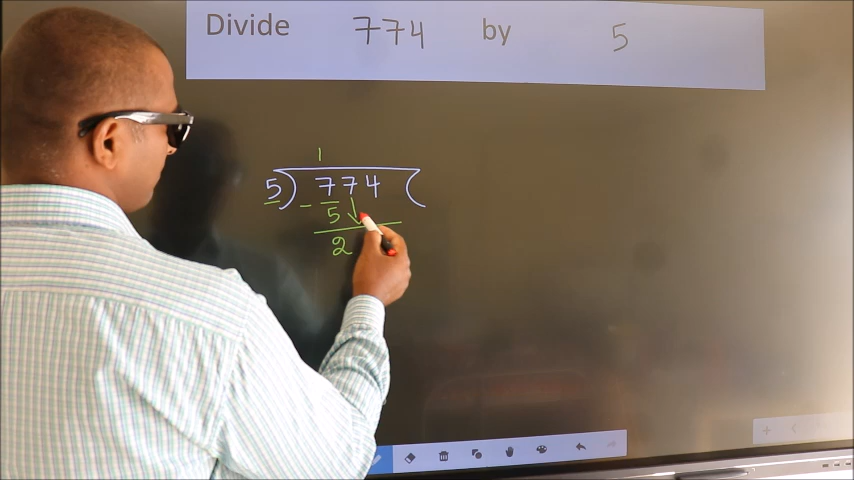 Divide 774 by 5
1
5) 774 (
- 5 ↓
2